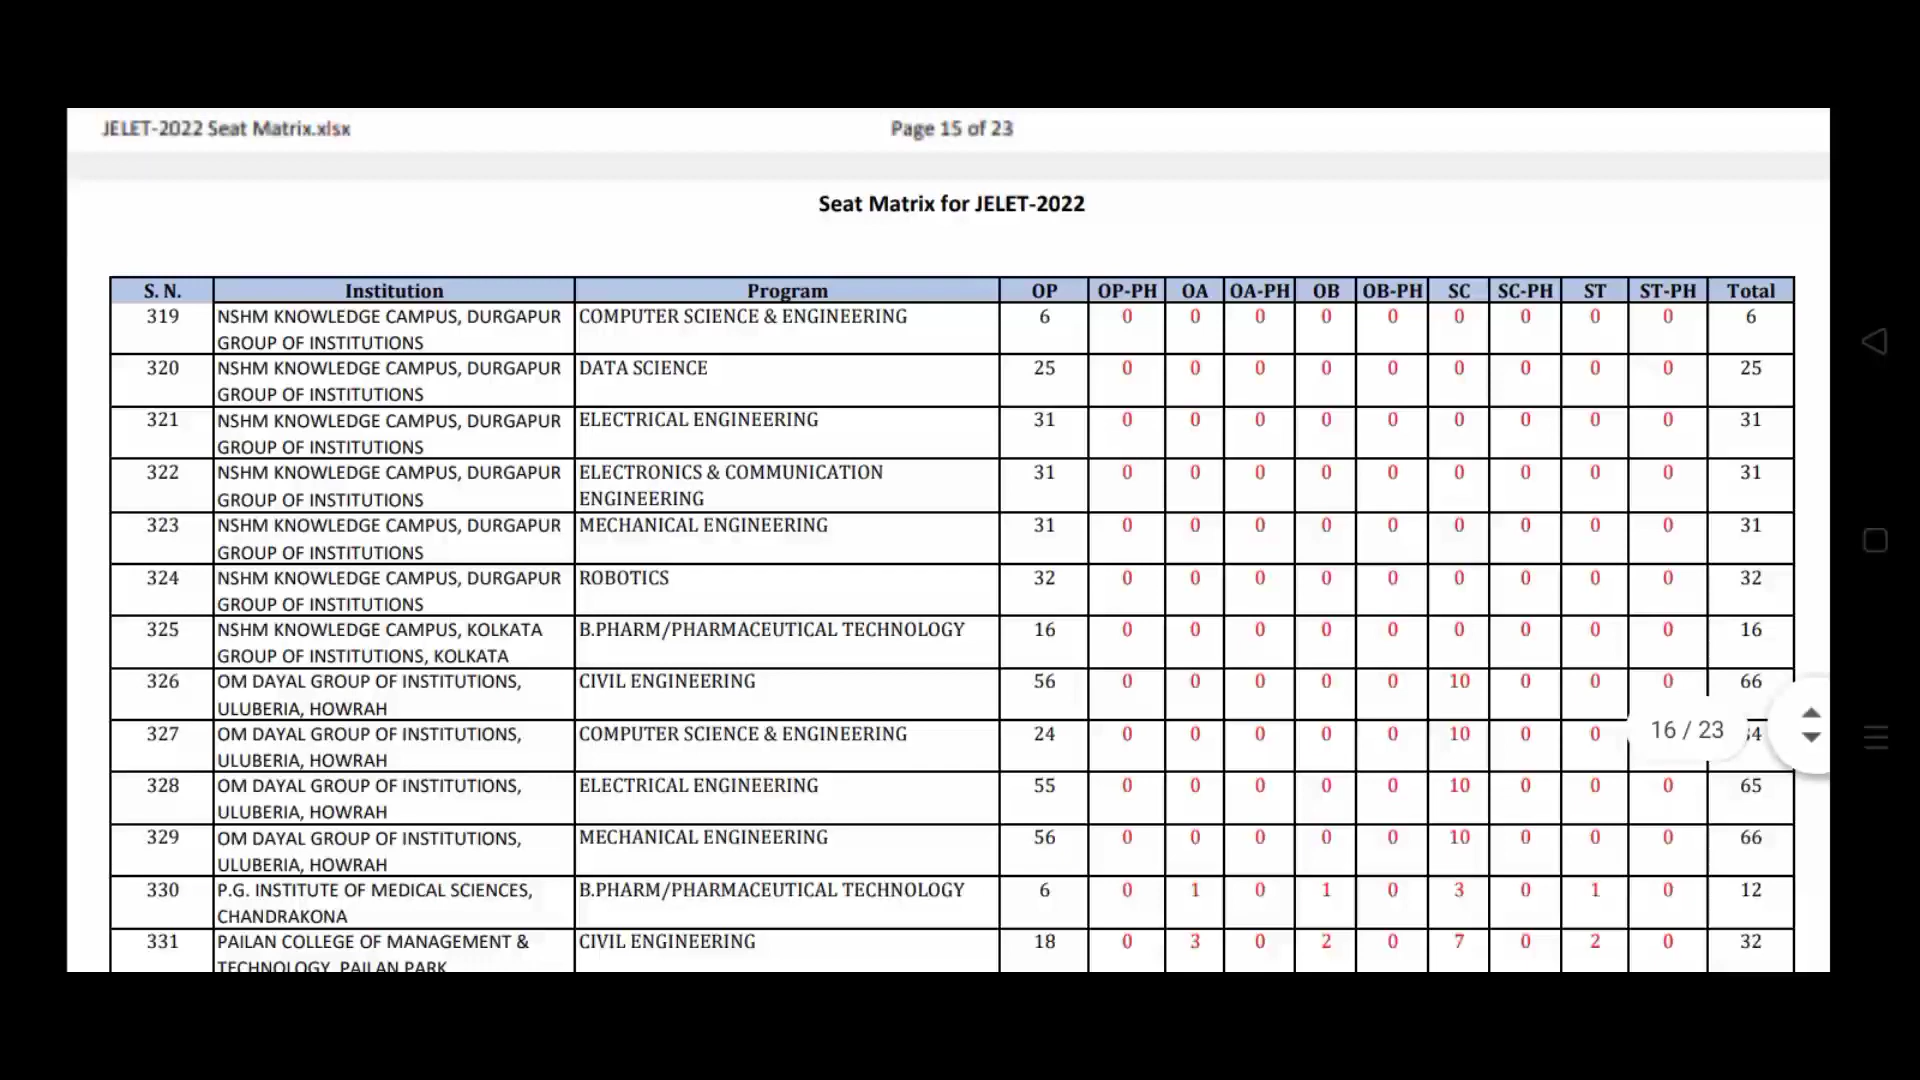 JELET-2022 Seat Matrix.xlsx Page 15 of 23
Seat Matrix for JELET-2022
S. N. Institution Program OP OP-PH OA OA-PH OB OB-PH SC SC-PH ST ST-PH Total
319 NSHM KNOWLEDGE CAMPUS, DURGAPUR COMPUTER SCIENCE & ENGINEERING 6 0 0 0 0 0 0 0 0 0 6
GROUP OF INSTITUTIONS
320 NSHM KNOWLEDGE CAMPUS, DURGAPUR DATA SCIENCE 25 0 0 0 0 0 0 0 0 0 25
GROUP OF INSTITUTIONS
321 NSHM KNOWLEDGE CAMPUS, DURGAPUR ELECTRICAL ENGINEERING 31 0 0 0 0 0 0 0 0 0 31
GROUP OF INSTITUTIONS
322 NSHM KNOWLEDGE CAMPUS, DURGAPUR ELECTRONICS & COMMUNICATION 31 0 0 0 0 0 0 0 0 0 31
GROUP OF INSTITUTIONS ENGINEERING
323 NSHM KNOWLEDGE CAMPUS, DURGAPUR MECHANICAL ENGINEERING 31 0 0 0 0 0 0 0 0 0 31
GROUP OF INSTITUTIONS
324 NSHM KNOWLEDGE CAMPUS, DURGAPUR ROBOTICS 32 0 0 0 0 0 0 0 0 0 32
GROUP OF INSTITUTIONS
325 NSHM KNOWLEDGE CAMPUS, KOLKATA B.PHARM/PHARMACEUTICAL TECHNOLOGY 16 0 0 0 0 0 0 0 0 0 16
GROUP OF INSTITUTIONS, KOLKATA
326 OM DAYAL GROUP OF INSTITUTIONS, CIVIL ENGINEERING 56 0 0 0 0 0 10 0 0 0 66
ULUBERIA, HOWRAH
327 OM DAYAL GROUP OF INSTITUTIONS, COMPUTER SCIENCE & ENGINEERING 24 0 0 0 0 0 10 0 0 16 / 23
ULUBERIA, HOWRAH
328 OM DAYAL GROUP OF INSTITUTIONS, ELECTRICAL ENGINEERING 55 0 0 0 0 0 10 0 0 0 65
ULUBERIA, HOWRAH
329 OM DAYAL GROUP OF INSTITUTIONS, MECHANICAL ENGINEERING 56 0 0 0 0 0 10 0 0 0 66
ULUBERIA, HOWRAH
330 P.G. INSTITUTE OF MEDICAL SCIENCES, B.PHARM/PHARMACEUTICAL TECHNOLOGY 6 0 1 0 1 0 3 0 1 0 12
CHANDRAKONA
331 PAILAN COLLEGE OF MANAGEMENT & CIVIL ENGINEERING 18 0 3 0 2 0 7 0 2 0 32
TECHNOLOGY, PAILAN PARK